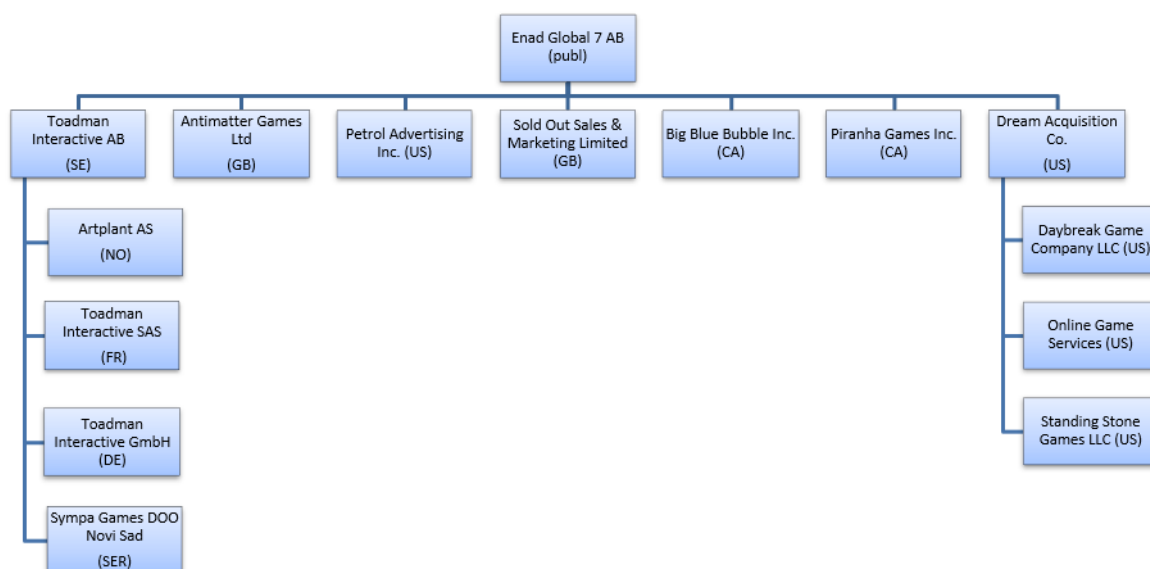 Enad Global 7 AB
(publ)
Toadman
Interactive AB
(SE)
Antimatter Games
Ltd
(GB)
Petrol Advertising
Inc. (US)
Sold Out Sales &
Marketing Limited
(GB)
Big Blue Bubble Inc.
(CA)
Piranha Games Inc.
(CA)
Dream Acquisition
Co.
(US)
Artplant AS
(NO)
Toadman
Interactive SAS
(FR)
Toadman
Interactive GmbH
(DE)
Sympa Games DOO
Novi Sad
(SER)
Daybreak Game
Company LLC (US)
Online Game
Services (US)
Standing Stone
Games LLC (US)